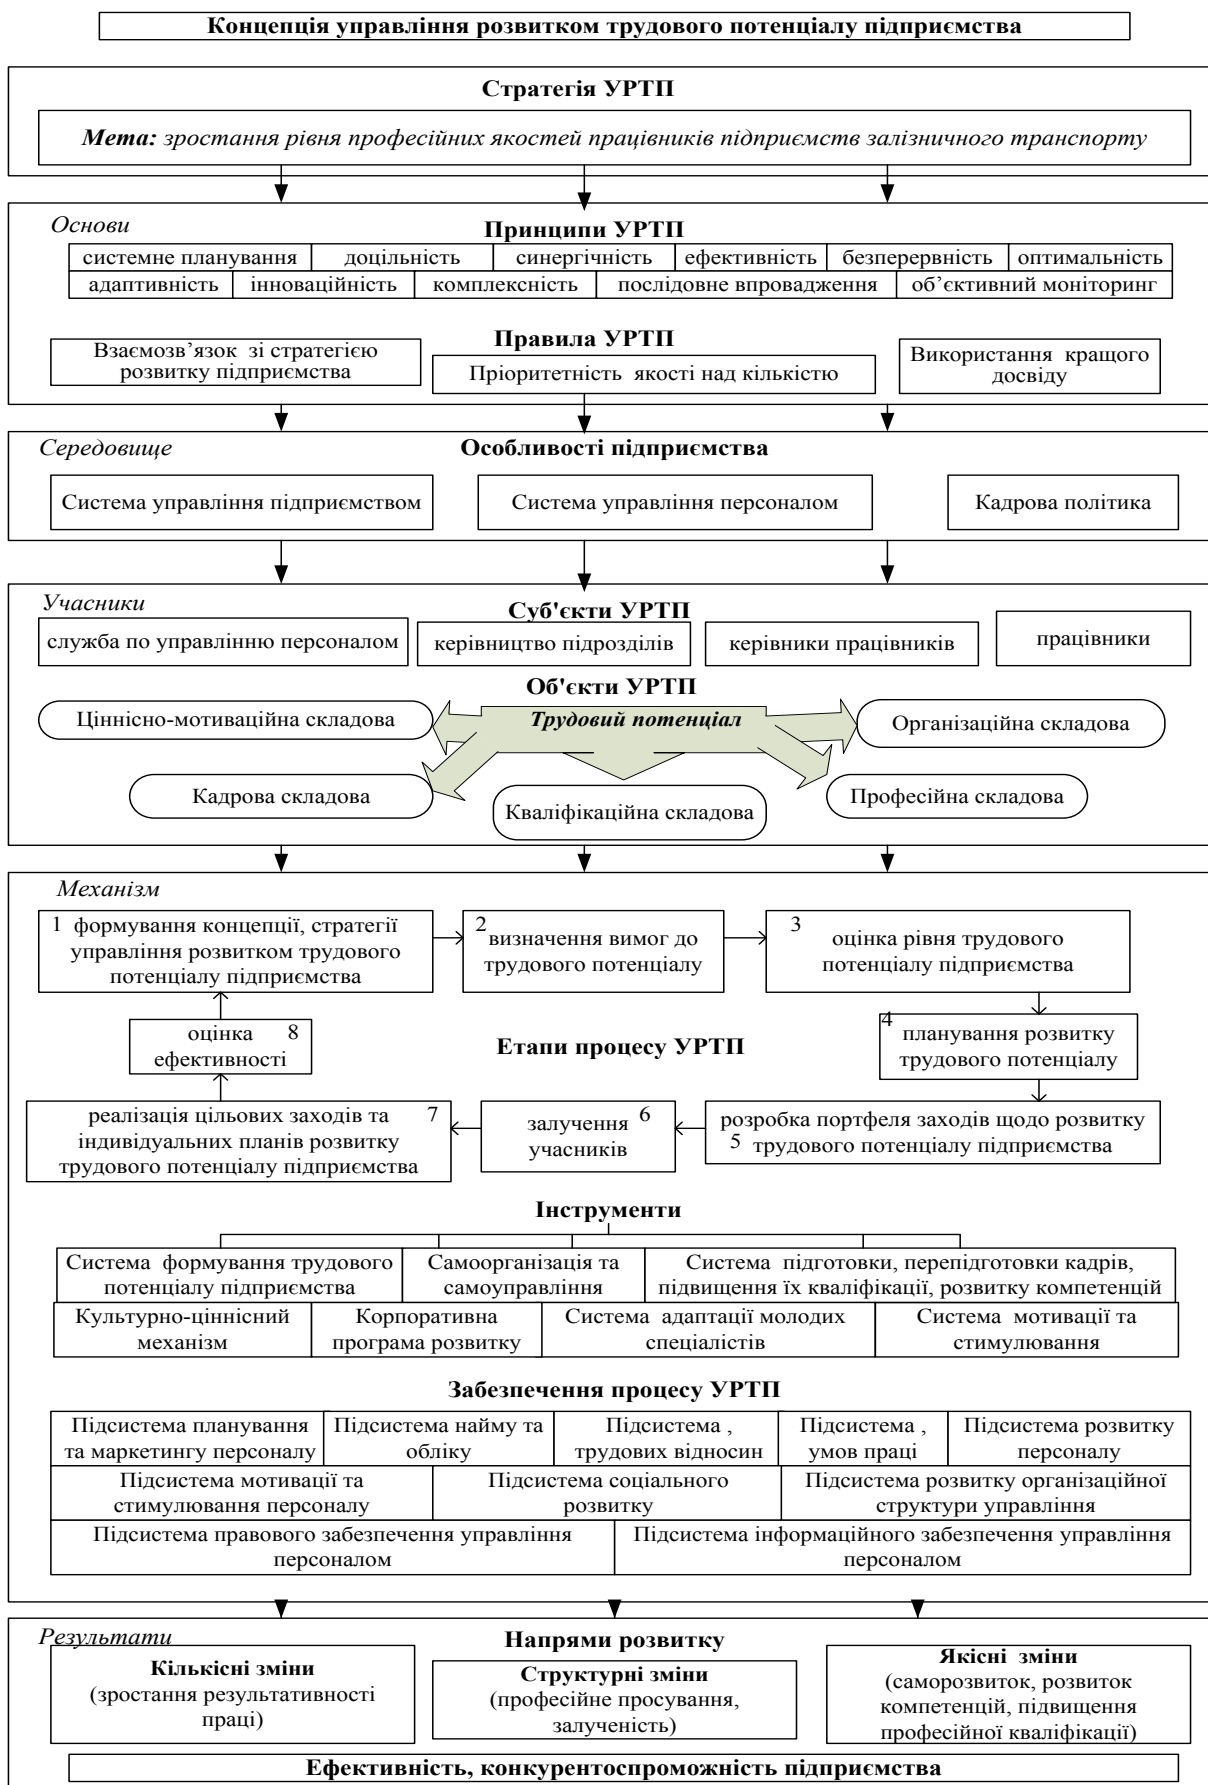 Концепція управління розвитком трудового потенціалу підприємства
Стратегія УРТП
Мета: зростання рівня професійних якостей працівників підприємств залізничного транспорту
Основи
Принципи УРТП
системне планування
доцільність
синергічність
ефективність
безперервність
оптимальність
адаптивність
інноваційність
комплексність
послідовне впровадження
об’єктивний моніторинг
Правила УРТП
Взаємозв’язок зі стратегією
розвитку підприємства
Пріоритетність якості над кількістю
Використання кращого
досвіду
Середовище
Особливості підприємства
Система управління підприємством
Система управління персоналом
Кадрова політика
Учасники
Суб'єкти УРТП
служба по управлінню персоналом
керівництво підрозділів
керівники працівників
працівники
Об'єкти УРТП
Ціннісно-мотиваційна складова
Трудовий потенціал
Організаційна складова
Кадрова складова
Кваліфікаційна складова
Професійна складова
Механізм
1 формування концепції, стратегії
управління розвитком трудового
потенціалу підприємства
2
визначення вимог до
трудового потенціалу
3 оцінка рівня трудового
потенціалу підприємства
4
планування розвитку
трудового потенціалу
оцінка 8
ефективності
Етапи процесу УРТП
розробка портфеля заходів щодо розвитку
5 трудового потенціалу підприємства
залучення 6
учасників
реалізація цільових заходів та 7
індивідуальних планів розвитку
трудового потенціалу підприємства
Інструменти
Система формування трудового
потенціалу підприємства
Самоорганізація та
самоуправління
Система підготовки, перепідготовки кадрів,
підвищення їх кваліфікації, розвитку компетенцій
Культурно-ціннісний
механізм
Корпоративна
програма розвитку
Система адаптації молодих
спеціалістів
Система мотивації та
стимулювання
Забезпечення процесу УРТП
Підсистема планування
та маркетингу персоналу
Підсистема найму та
обліку
Підсистема ,
трудових відносин
Підсистема ,
умов праці
Підсистема розвитку
персоналу
Підсистема мотивації та
стимулювання персоналу
Підсистема соціального
розвитку
Підсистема розвитку організаційної
структури управління
Підсистема правового забезпечення управління
персоналом
Підсистема інформаційного забезпечення управління
персоналом
Результати
Напрями розвитку
Кількісні зміни
(зростання результативності
праці)
Структурні зміни
(професійне просування,
залученість)
Якісні зміни
(саморозвиток, розвиток
компетенцій, підвищення
професійної кваліфікації)
Ефективність, конкурентоспроможність підприємства